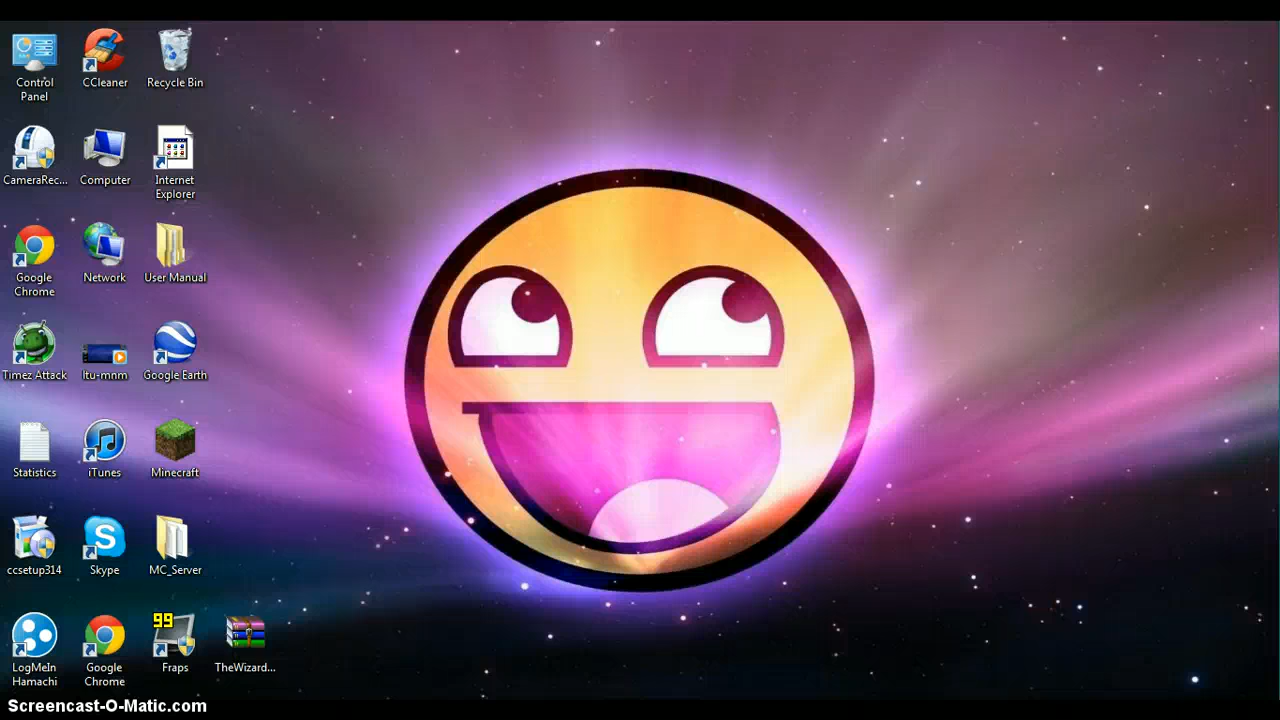 Control
Panel
CCleaner
Recycle Bin
CameraRec...
Computer
Internet
Explorer
Google
Chrome
Network
User Manual
Timez Attack
ltu-mnm
Google Earth
Statistics
iTunes
Minecraft
ccsetup314
Skype
MC_Server
LogMeIn
Hamachi
Google
Chrome
99
Fraps
TheWizard...
Screencast-O-Matic.com